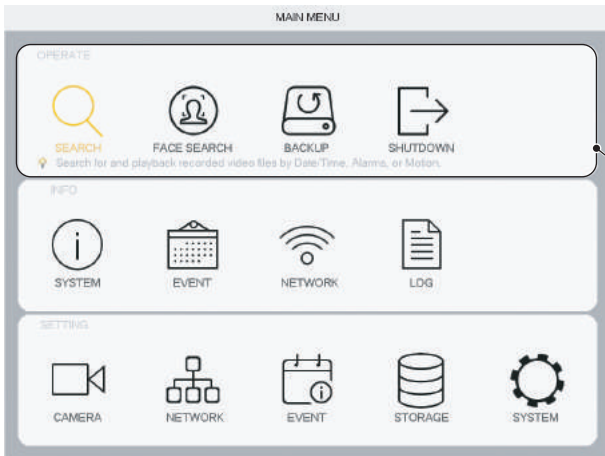 MAIN MENU
OPERATE
SEARCH FACE SEARCH BACKUP SHUTDOWN
Search for and playback recorded video files by Date/Time, Alarms, or Motion.
INFO
SYSTEM EVENT NETWORK LOG
SETTING
CAMERA NETWORK EVENT STORAGE SYSTEM